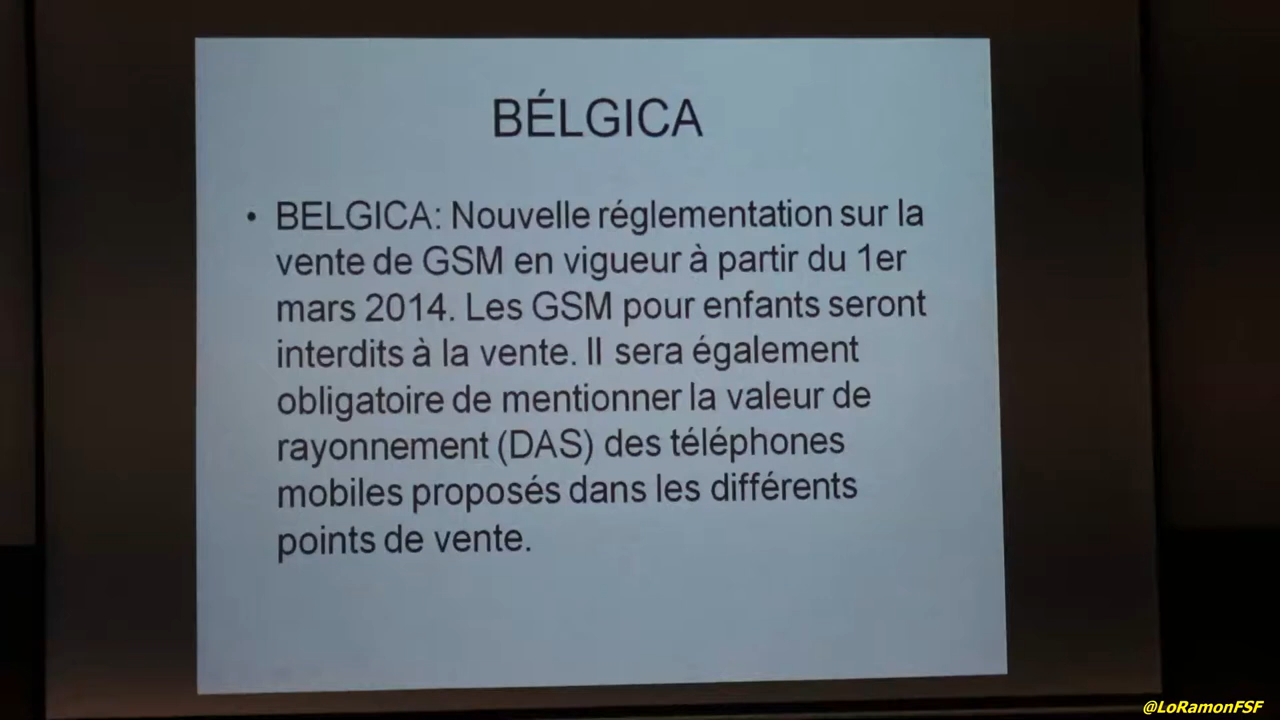 BÉLGICA
• BELGICA: Nouvelle réglementation sur la
vente de GSM en vigueur à partir du 1er
mars 2014. Les GSM pour enfants seront
interdits à la vente. Il sera également
obligatoire de mentionner la valeur de
rayonnement (DAS) des téléphones
mobiles proposés dans les différents
points de vente.
@LoRamonFSF